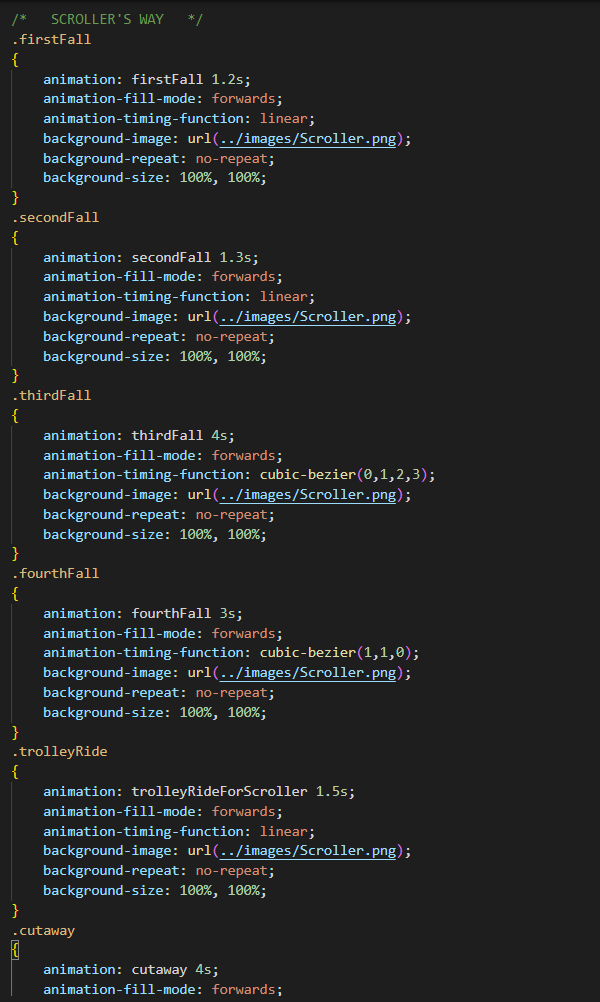 /*   SCROLLER'S WAY   */
.firstFall
{
    animation: firstFall 1.2s;
    animation-fill-mode: forwards;
    animation-timing-function: linear;
    background-image: url(../images/Scroller.png);
    background-repeat: no-repeat;
    background-size: 100%, 100%;
}
.secondFall
{
    animation: secondFall 1.3s;
    animation-fill-mode: forwards;
    animation-timing-function: linear;
    background-image: url(../images/Scroller.png);
    background-repeat: no-repeat;
    background-size: 100%, 100%;
}
.thirdFall
{
    animation: thirdFall 4s;
    animation-fill-mode: forwards;
    animation-timing-function: cubic-bezier(0,1,2,3);
    background-image: url(../images/Scroller.png);
    background-repeat: no-repeat;
    background-size: 100%, 100%;
}
.fourthFall
{
    animation: fourthFall 3s;
    animation-fill-mode: forwards;
    animation-timing-function: cubic-bezier(1,1,0);
    background-image: url(../images/Scroller.png);
    background-repeat: no-repeat;
    background-size: 100%, 100%;
}
.trolleyRide
{
    animation: trolleyRideForScroller 1.5s;
    animation-fill-mode: forwards;
    animation-timing-function: linear;
    background-image: url(../images/Scroller.png);
    background-repeat: no-repeat;
    background-size: 100%, 100%;
}
.cutaway
{
    animation: cutaway 4s;
    animation-fill-mode: forwards;